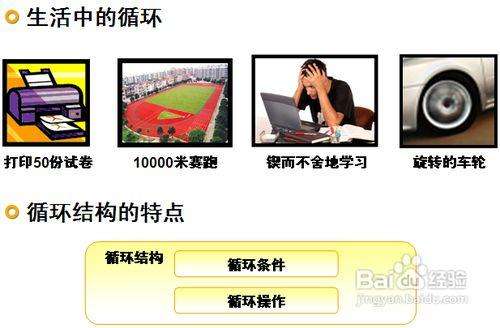 生活中的循环
打印50份试卷
10000米赛跑
锲而不舍地学习
旋转的车轮
循环结构的特点
循环结构
循环条件
循环操作
Baidu经验
jingyan.baidu.com